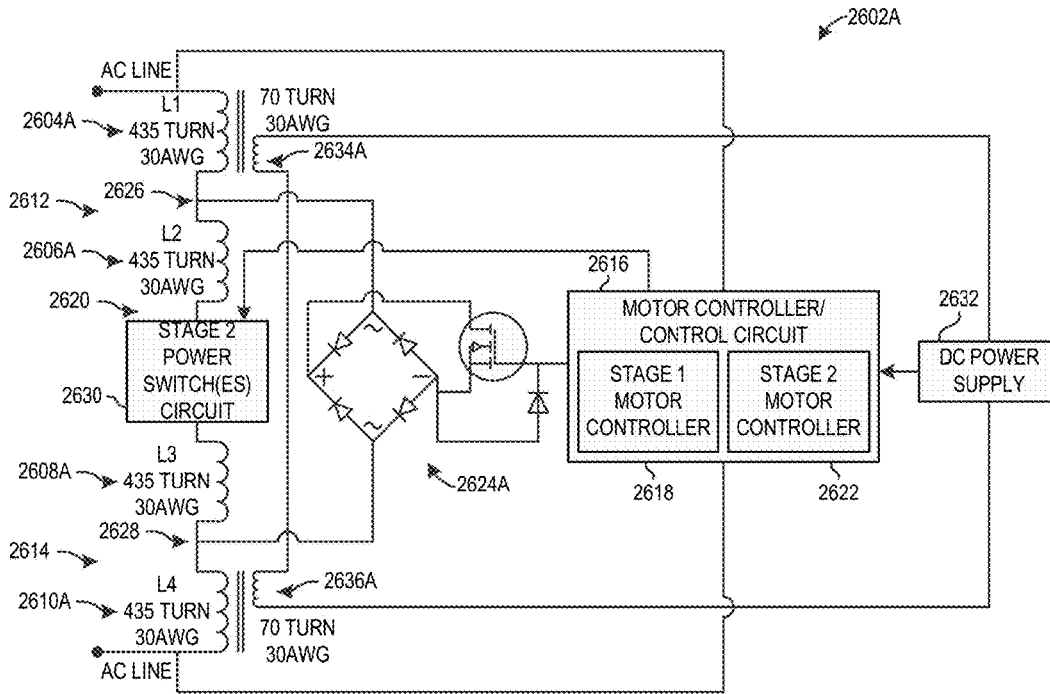 2602A
AC LINE
L1
435 TURN
30AWG
2604A
70 TURN
30AWG
2634A
2626
2612
L2
435 TURN
30AWG
2606A
2620
STAGE 2
POWER
SWITCH(ES)
CIRCUIT
2630
2616
MOTOR CONTROLLER/
CONTROL CIRCUIT
STAGE 1
MOTOR
CONTROLLER
STAGE 2
MOTOR
CONTROLLER
2632
DC POWER
SUPPLY
2618
2622
~
+
−
~
2624A
L3
435 TURN
30AWG
2608A
2628
2614
L4
435 TURN
30AWG
2610A
2636A
70 TURN
30AWG
AC LINE